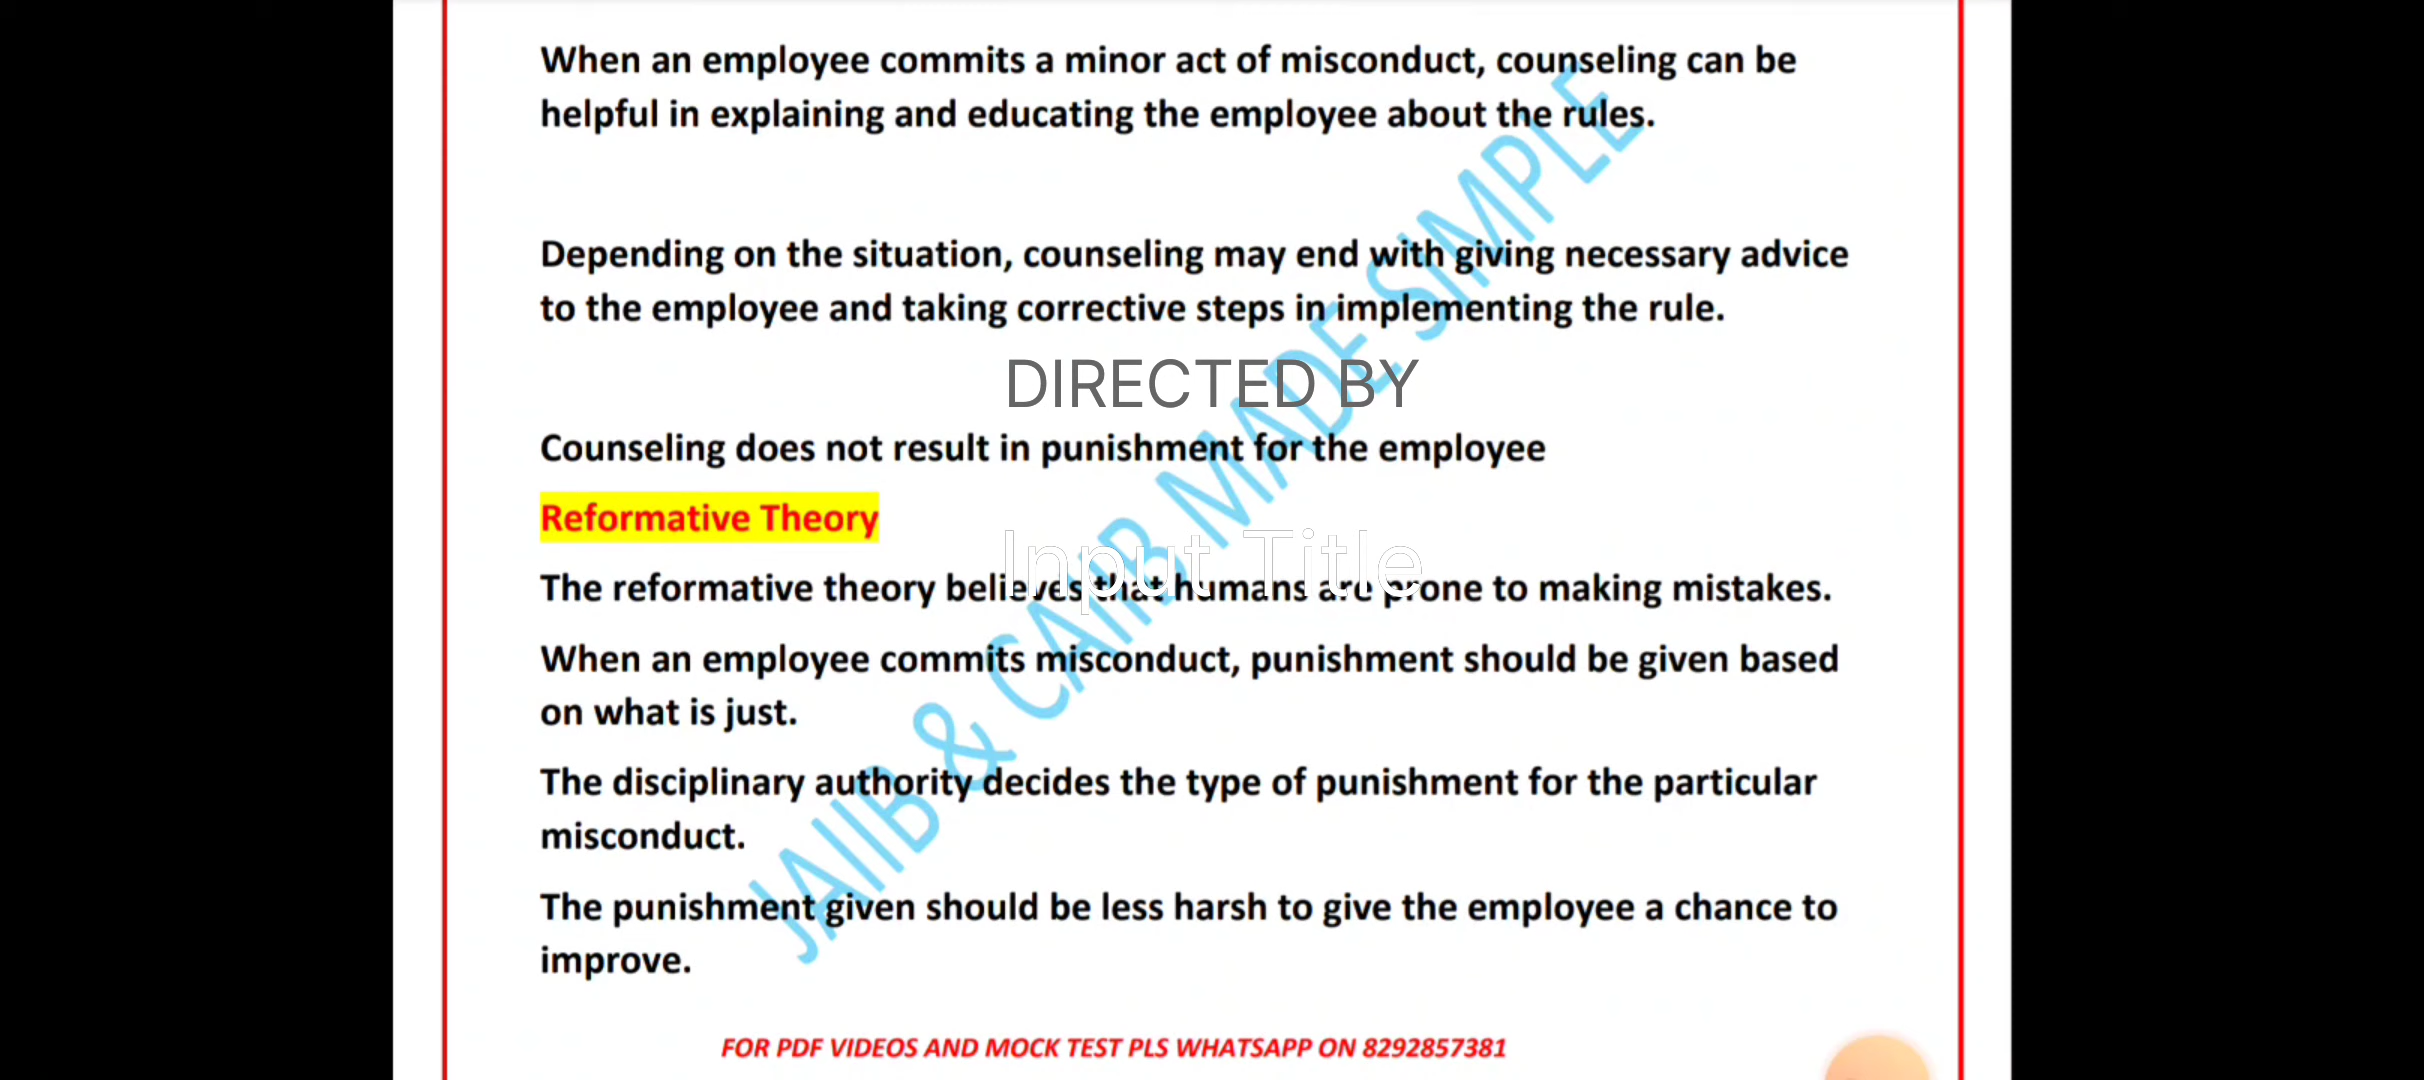 When an employee commits a minor act of misconduct, counseling can be
helpful in explaining and educating the employee about the rules.
Depending on the situation, counseling may end with giving necessary advice
to the employee and taking corrective steps in implementing the rule.
DIRECTED BY
Counseling does not result in punishment for the employee
Reformative Theory
Input Title
The reformative theory believes that humans are prone to making mistakes.
When an employee commits misconduct, punishment should be given based
on what is just.
The disciplinary authority decides the type of punishment for the particular
misconduct.
The punishment given should be less harsh to give the employee a chance to
improve.
JAIIB & CAIIB MADE SIMPLE
FOR PDF VIDEOS AND MOCK TEST PLS WHATSAPP ON 8292857381